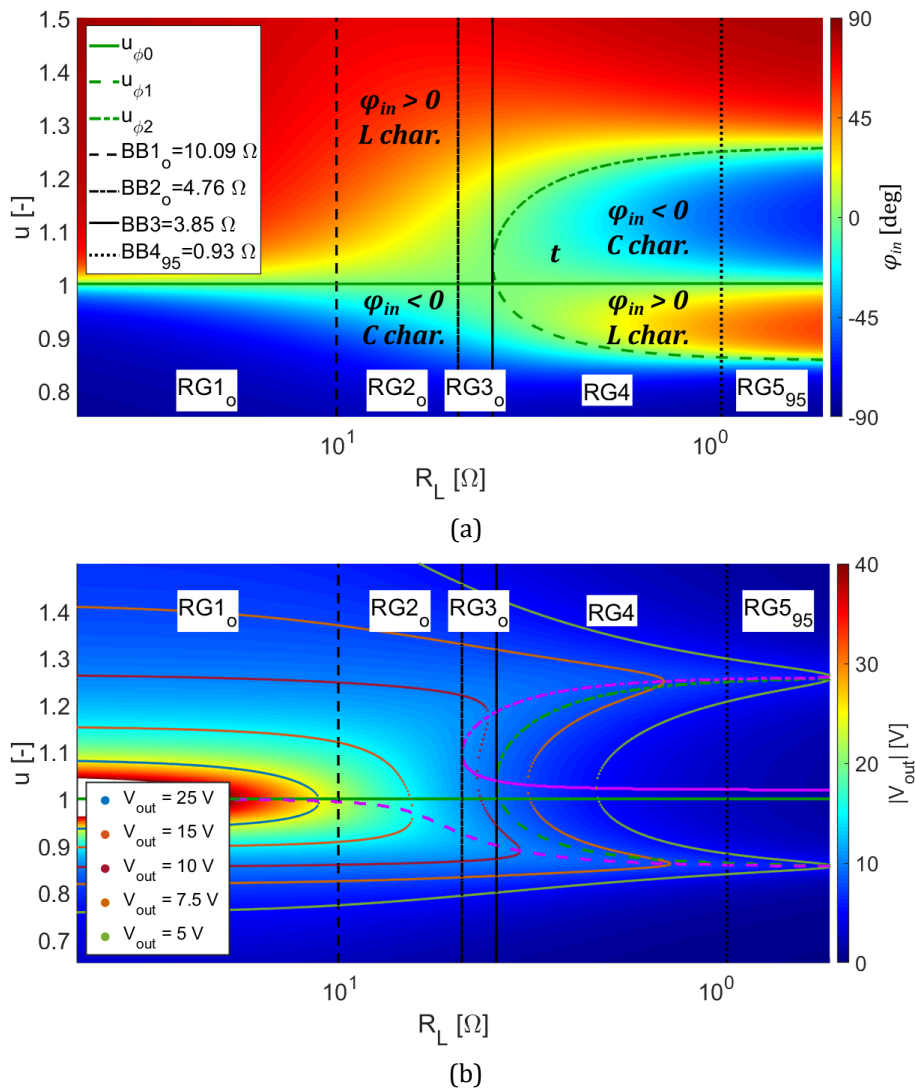 (a)
1.5
1.4
1.3
1.2
1.1
1
0.9
0.8
u [-]
u_ϕ0
u_ϕ1
u_ϕ2
BB1_o=10.09 Ω
BB2_o=4.76 Ω
BB3=3.85 Ω
BB4_95=0.93 Ω
φ_in > 0
L char.
φ_in < 0
C char.
t
φ_in < 0
C char.
φ_in > 0
L char.
RG1_o
RG2_o
RG3_o
RG4
RG5_95
10^1
10^0
R_L [Ω]
90
45
0
-45
-90
φ_in [deg]
(a)
1.4
1.3
1.2
1.1
1
0.9
0.8
0.7
u [-]
RG1_o
RG2_o
RG3_o
RG4
RG5_95
V_out = 25 V
V_out = 15 V
V_out = 10 V
V_out = 7.5 V
V_out = 5 V
10^1
10^0
R_L [Ω]
40
30
20
10
0
|V_out| [V]
(b)